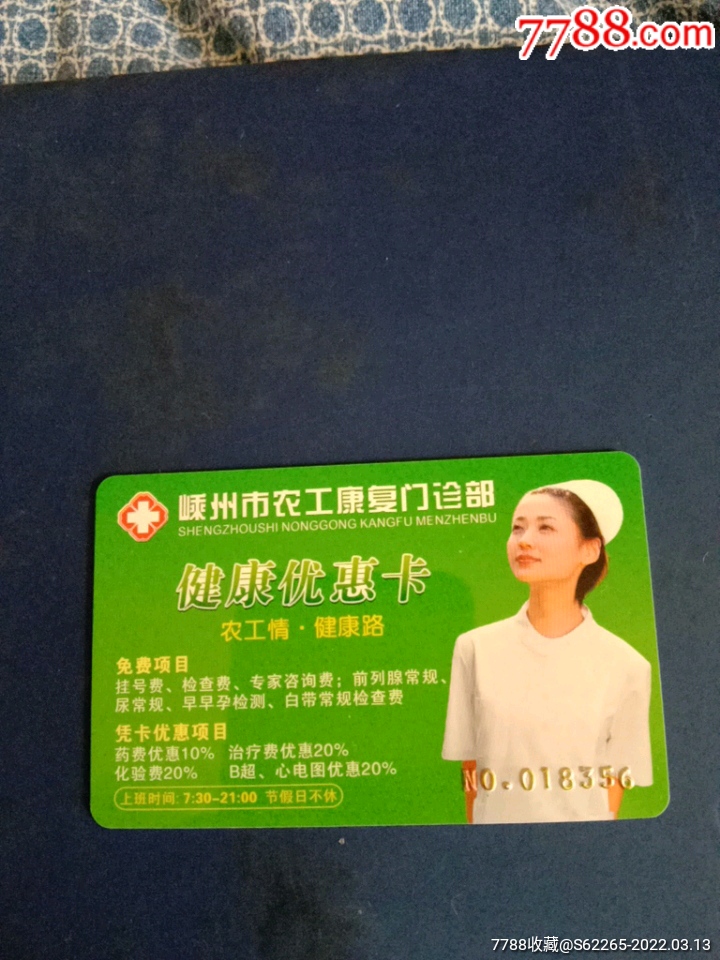 7788.com
嵊州市农工康复门诊部
SHENGZHOUSHI NONGGONG KANGFU MENZHENBU
健康优惠卡
农工情·健康路
免费项目
挂号费、检查费、专家咨询费；前列腺常规、
尿常规、早早孕检测、白带常规检查费
凭卡优惠项目
药费优惠10% 治疗费优惠20%
化验费20% B超、心电图优惠20%
上班时间：7:30-21:00 节假日不休
NO.018356
7788收藏@S62265-2022.03.13